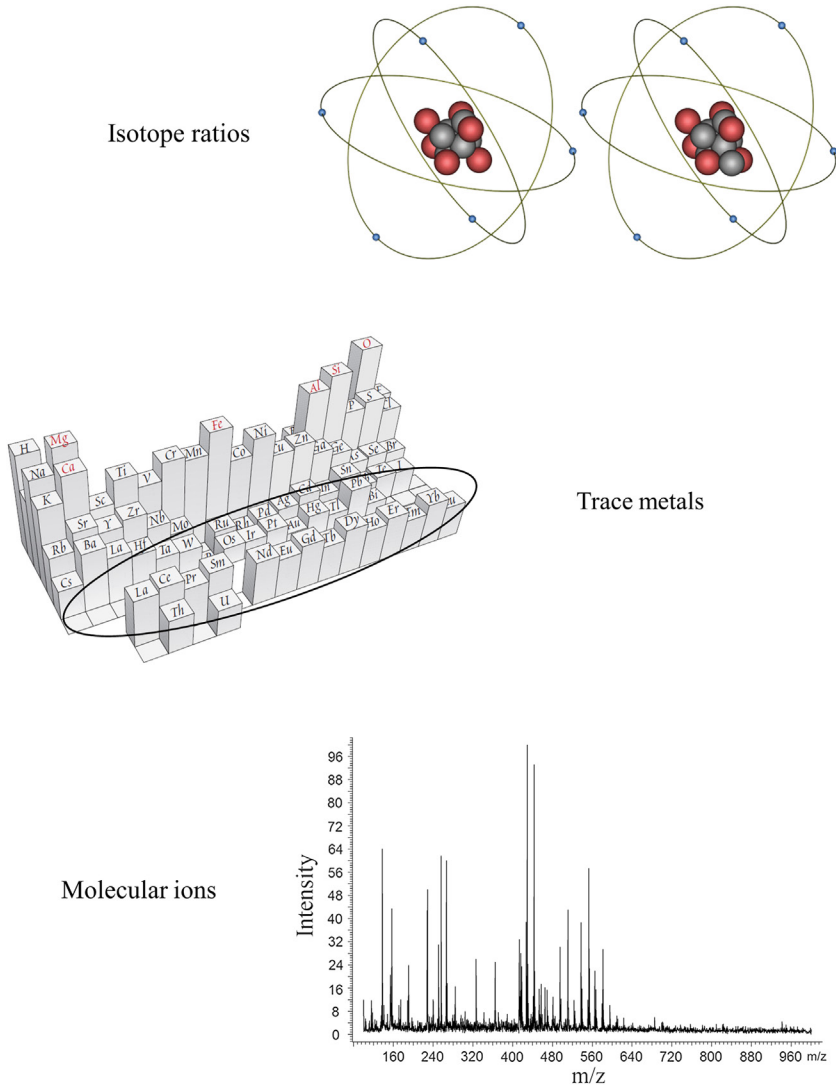 Isotope ratios
O
Si
Al F
P S Cl
Fe Ni Zn Ga Ge As Se Br
H Mg Cr Mn Co Cu
Na Ca Ti V Sn Te I
K Sc Cd In Pb Bi
Sr Y Zr Nb Mo Ru Rh Pd Ag Hg Tl Yb Lu
Rb Ba La Hf Ta W Os Ir Pt Au Dy Ho Er Tm
Cs Ce Pr Sm Nd Eu Gd Tb
La Th U
Trace metals
Molecular ions
Intensity
96
88
80
72
64
56
48
40
32
24
16
8
0
160 240 320 400 480 560 640 720 800 880 960 m/z
m/z